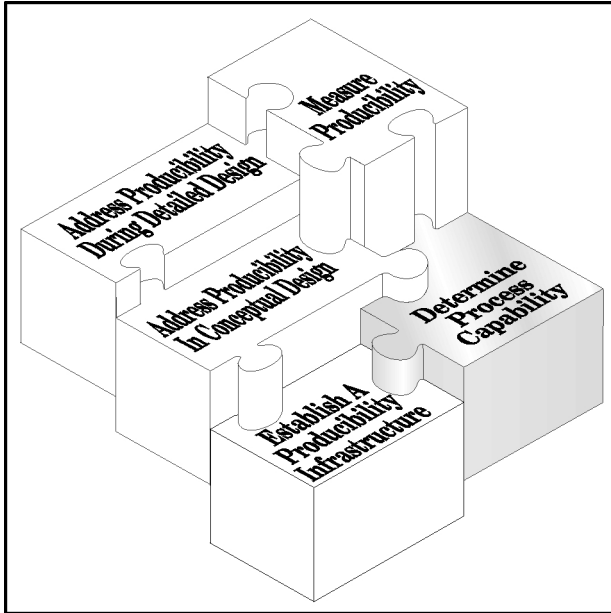 Measure
Producibility
Address Producibility
During Detailed Design
Address Producibility
In Conceptual Design
Determine
Process
Capability
Establish A
Producibility
Infrastructure